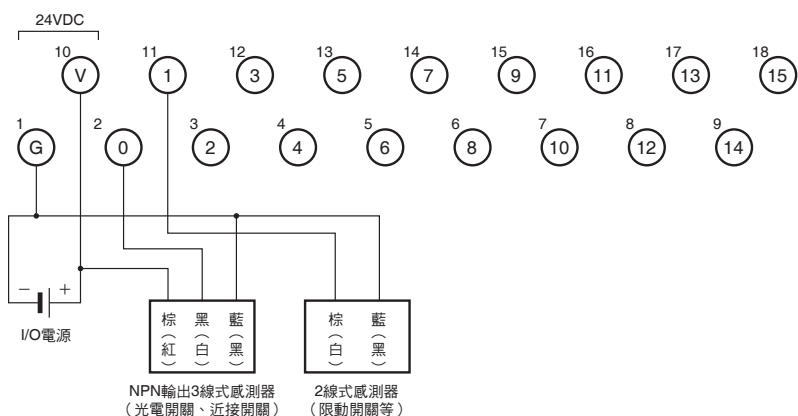 24VDC
10 11 12 13 14 15 16 17 18
V 1 3 5 7 9 11 13 15
1 2 3 4 5 6 7 8 9
G 0 2 4 6 8 10 12 14
− +
I/O電源
棕（紅） 黑（白） 藍（黑）
棕（白） 藍（黑）
NPN輸出3線式感測器
（光電開關、近接開關）
2線式感測器
（限動開關等）